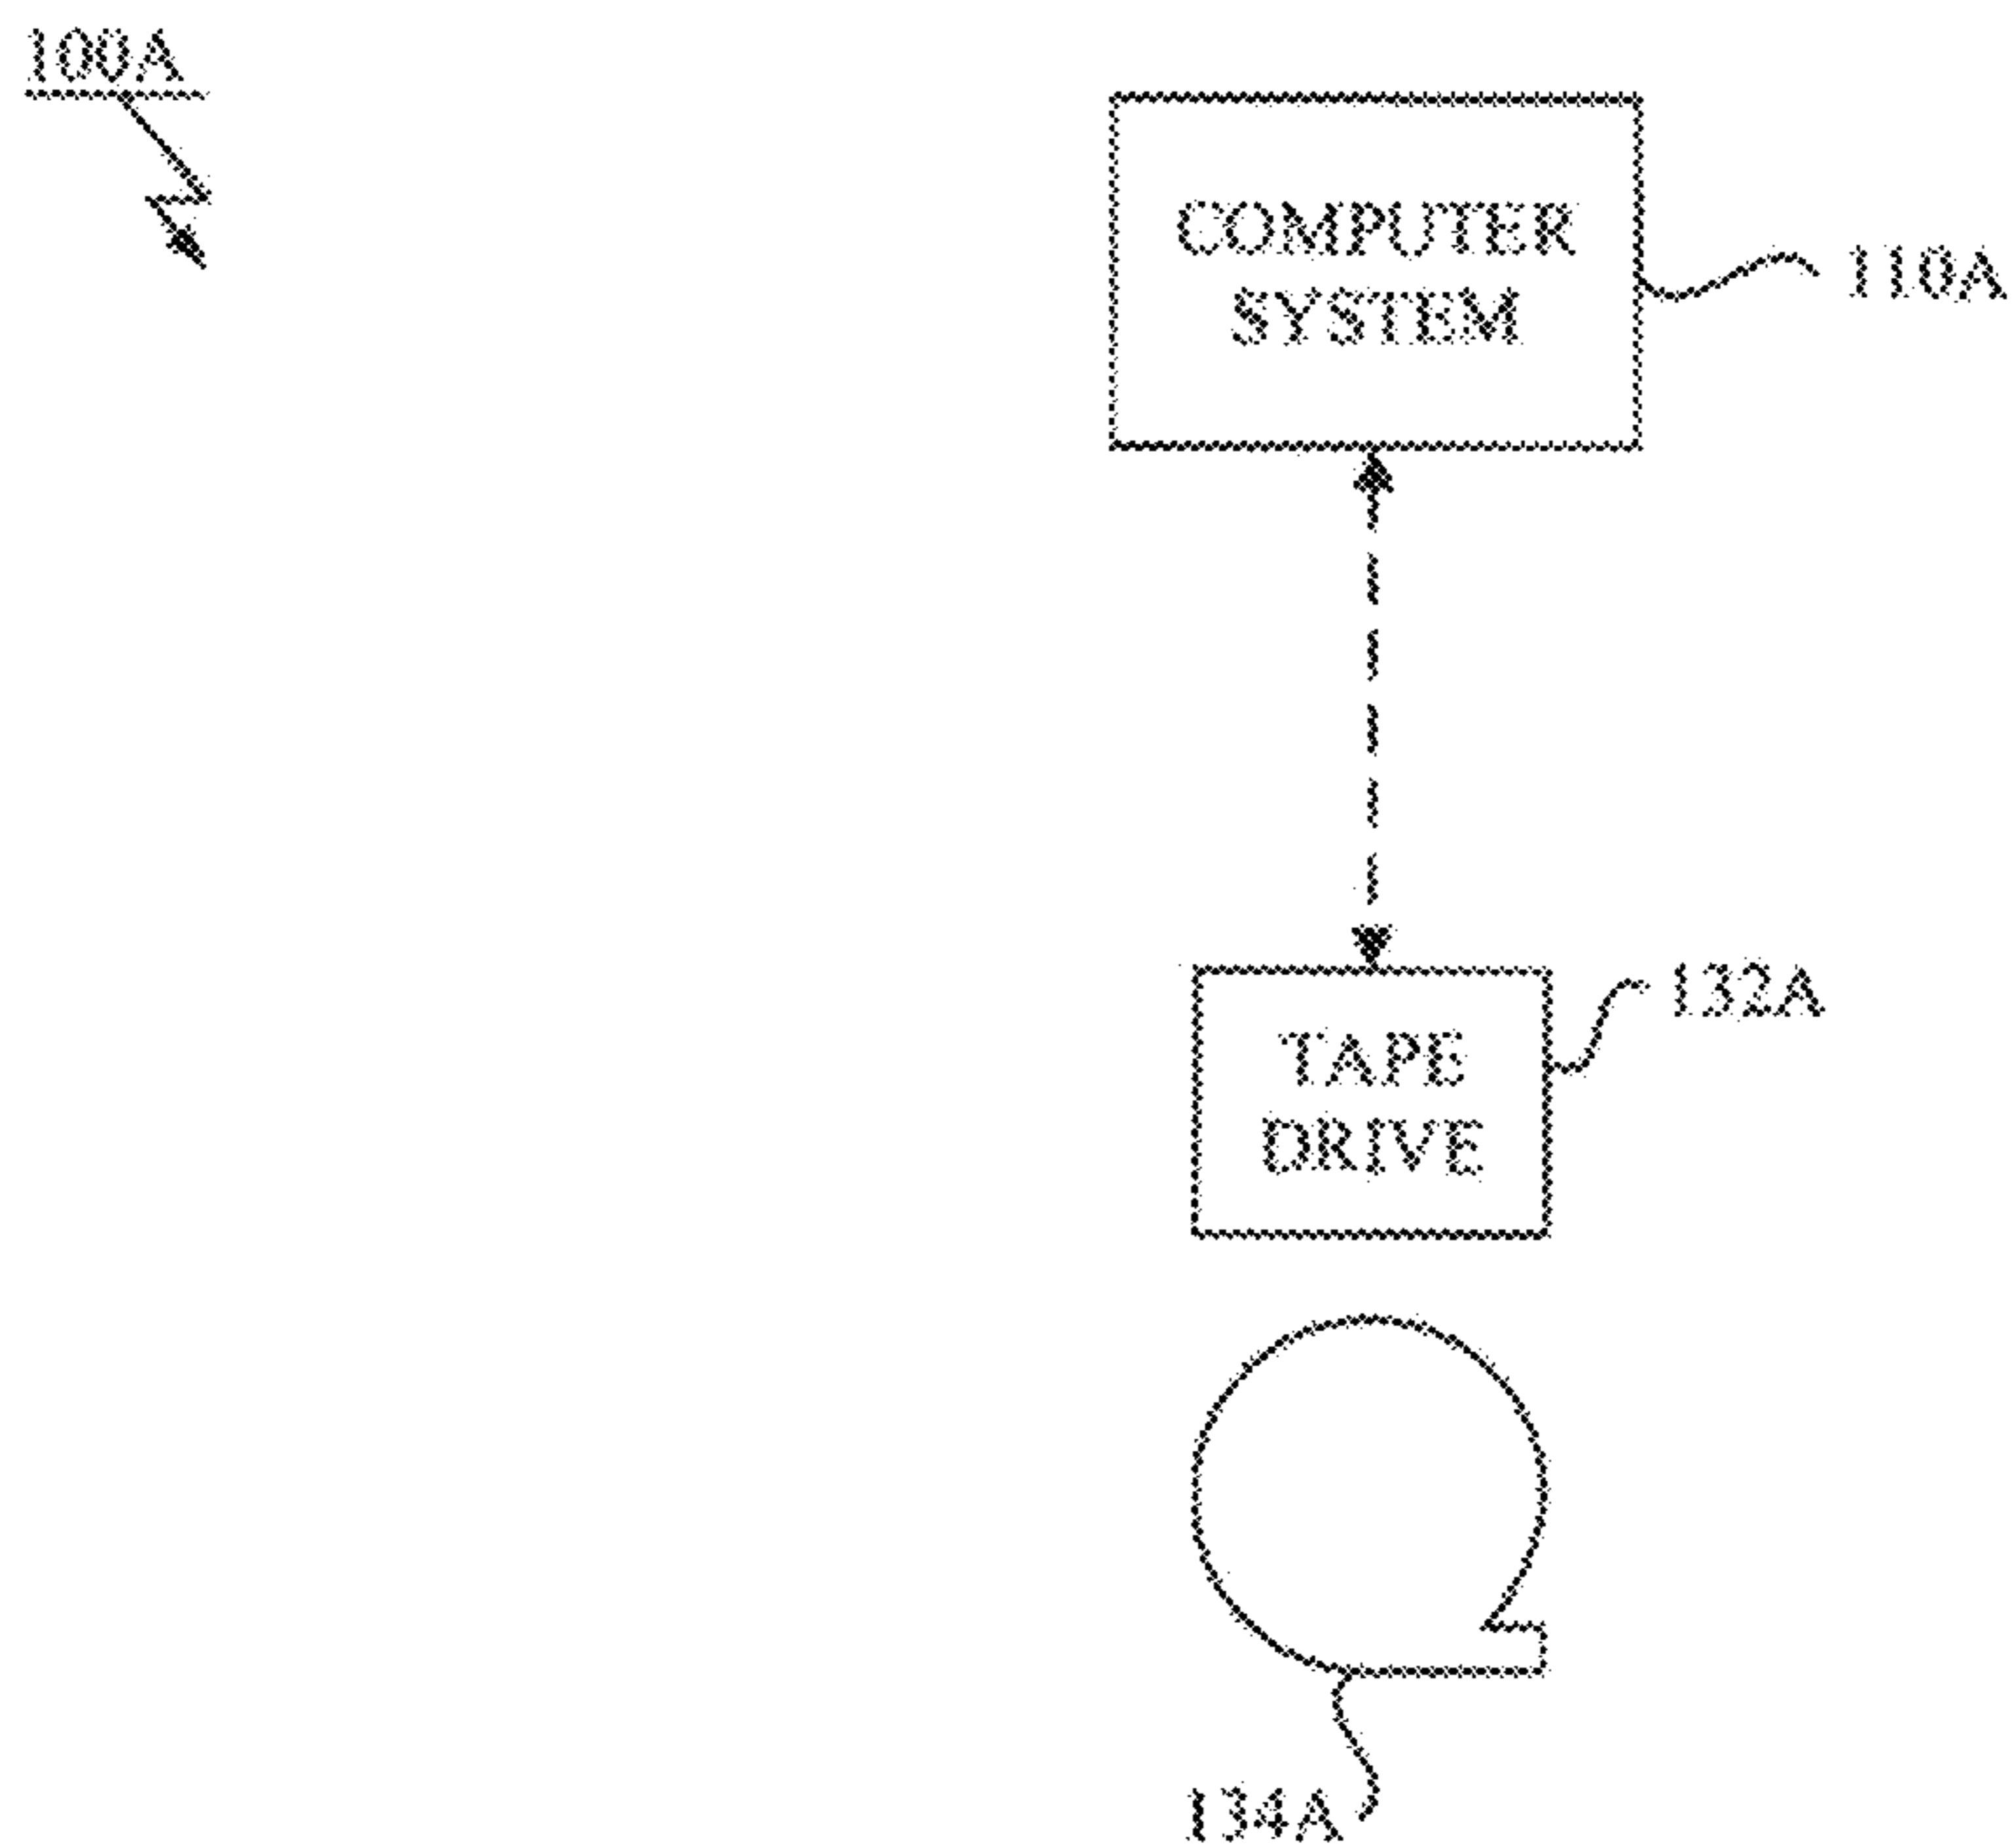 100A
COMPUTER
SYSTEM
110A
132A
TAPE
DRIVE
134A